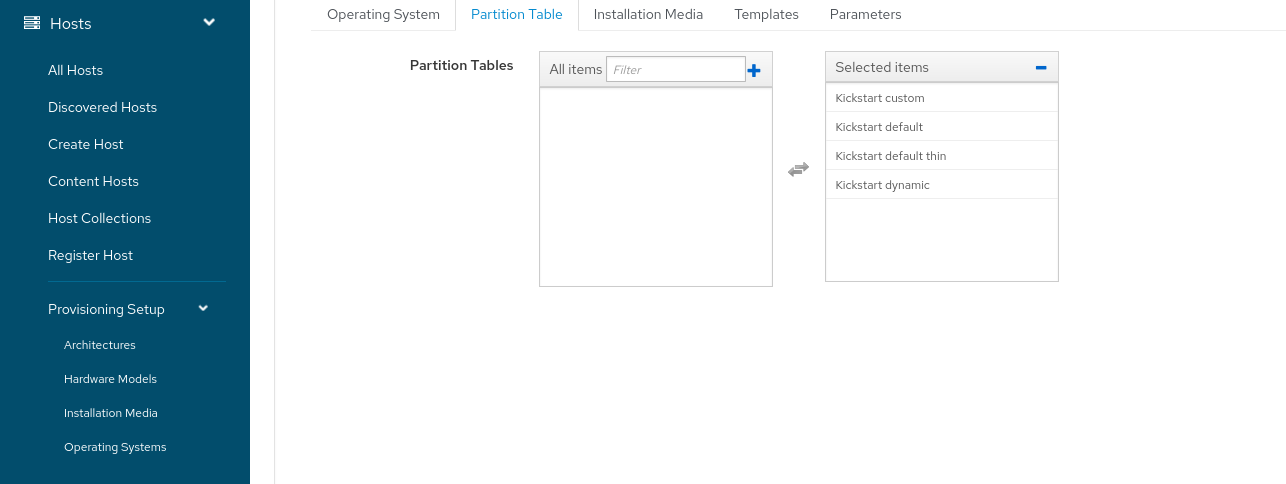 Hosts
All Hosts
Discovered Hosts
Create Host
Content Hosts
Host Collections
Register Host
Provisioning Setup
Architectures
Hardware Models
Installation Media
Operating Systems
Operating System Partition Table Installation Media Templates Parameters
Partition Tables
All items Filter
Selected items
Kickstart custom
Kickstart default
Kickstart default thin
Kickstart dynamic